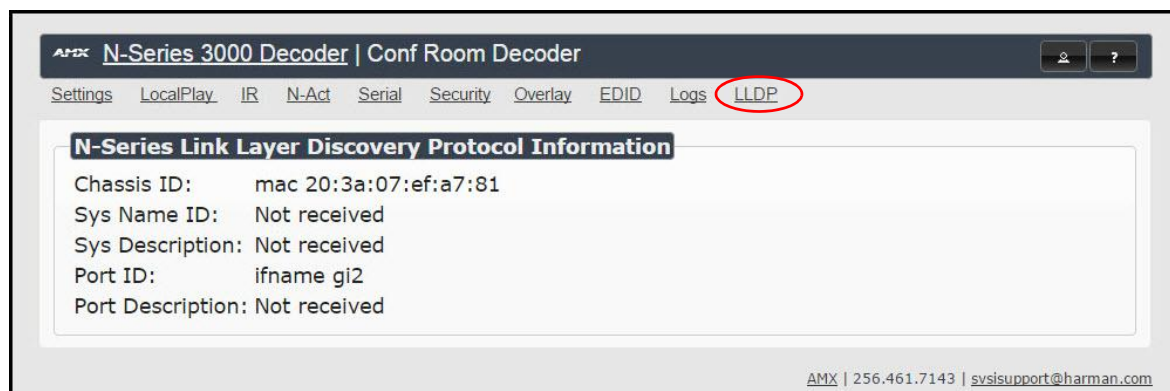 AMX N-Series 3000 Decoder | Conf Room Decoder ?
Settings LocalPlay IR N-Act Serial Security Overlay EDID Logs LLDP
N-Series Link Layer Discovery Protocol Information
Chassis ID: mac 20:3a:07:ef:a7:81
Sys Name ID: Not received
Sys Description: Not received
Port ID: ifname gi2
Port Description: Not received
AMX | 256.461.7143 | svsisupport@harman.com